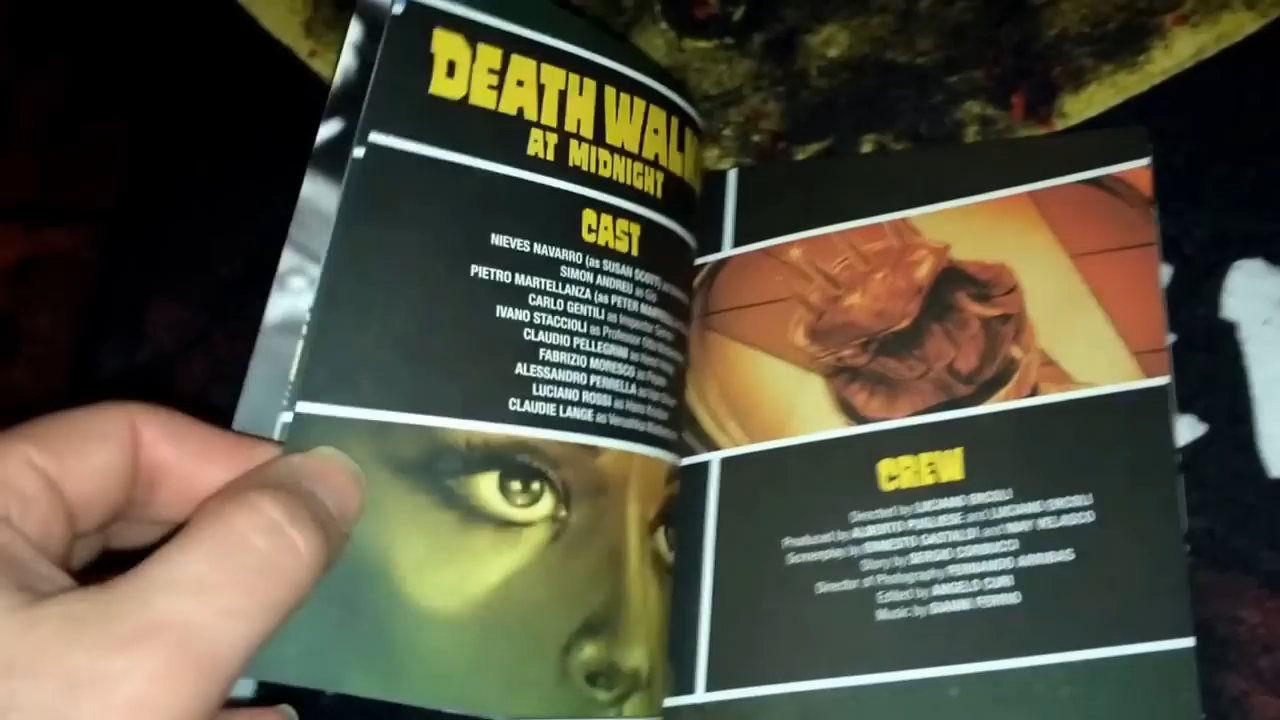 DEATH WALK
AT MIDNIGHT
CAST
NIEVES NAVARRO (as SUSAN SCOTT)
SIMON ANDREU as Gio
PIETRO MARTELLANZA (as PETER
CARLO GENTILI as Inspector
IVANO STACCIOLI as Professor Otto
CLAUDIO PELLEGRINI as
FABRIZIO MORESCO as
ALESSANDRO PERRELLA as
LUCIANO ROSSI as Hans
CLAUDIE LANGE as Veronica
CREW
Directed by LUCIANO ERCOLI
Produced by ALBERTO PUGLIESE and LUCIANO ERCOLI
Screenplay by ERNESTO GASTALDI and MAY VELASCO
Story by SERGIO CORBUCCI
Director of Photography FERNANDO ARRIBAS
Edited by ANGELO CURI
Music by GIANNI FERRIO